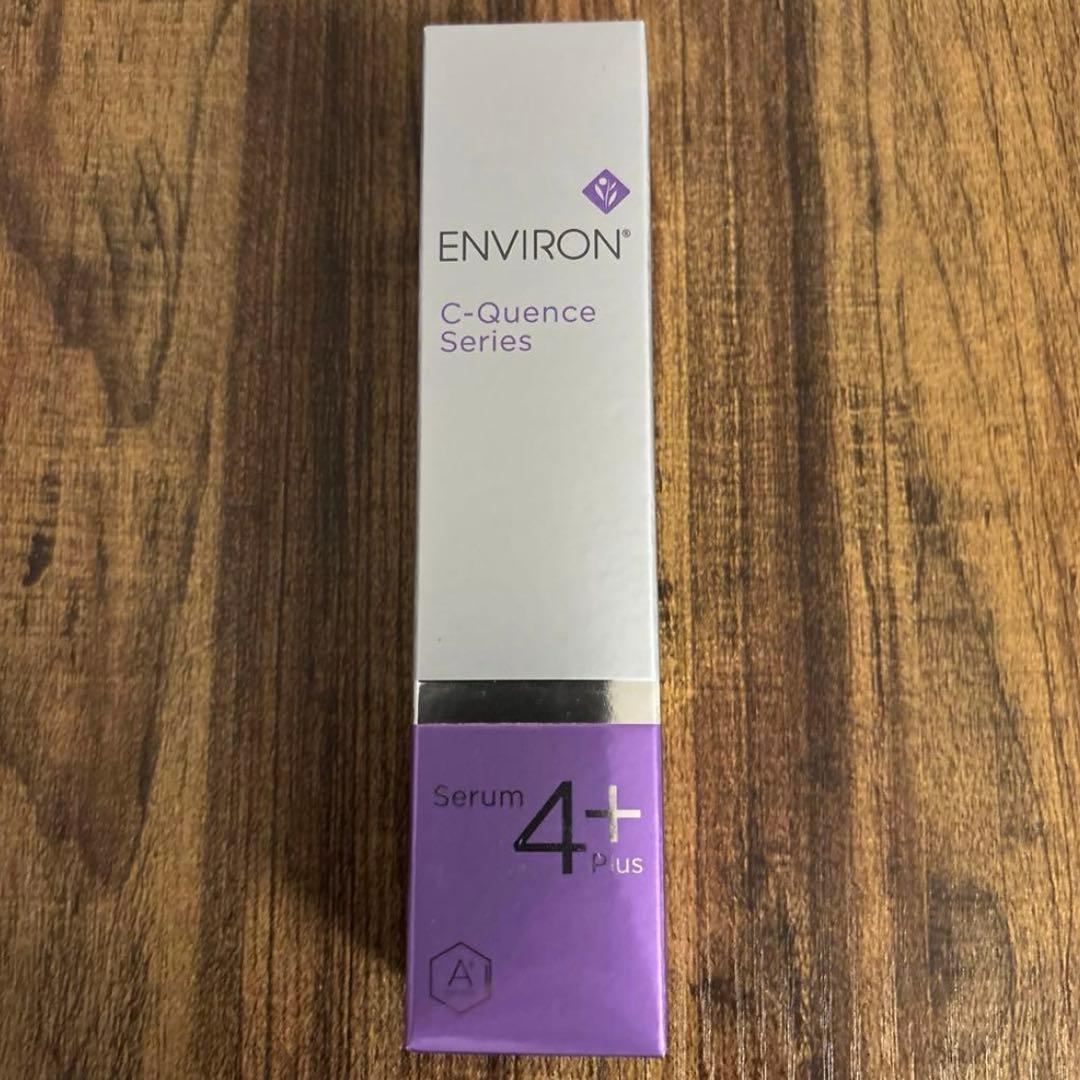 ENVIRON®
C-Quence
Series
Serum 4+
Plus
A+